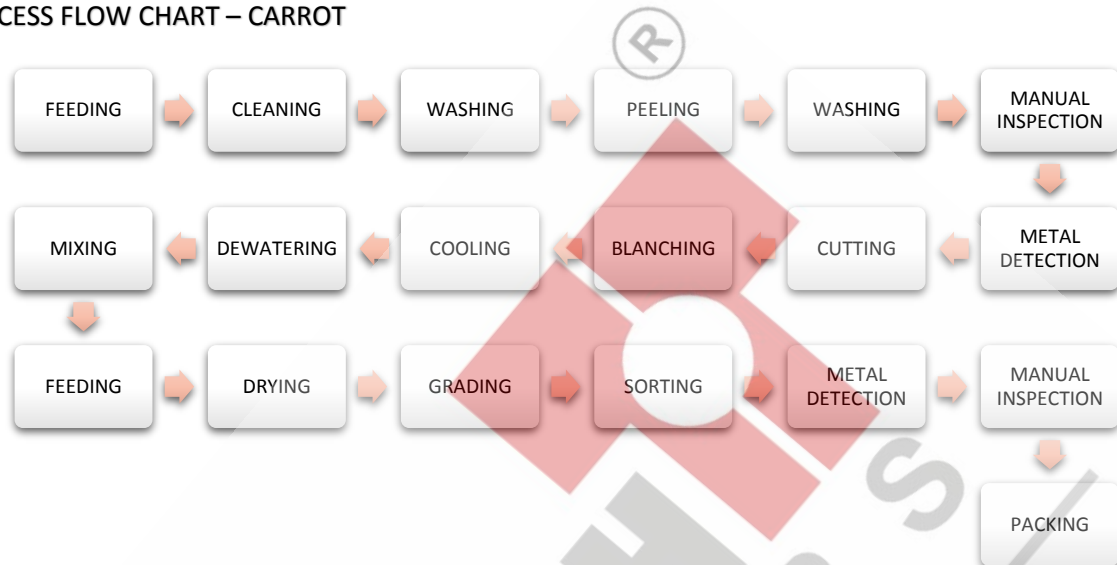 CESS FLOW CHART – CARROT
FEEDING
CLEANING
WASHING
PEELING
WASHING
MANUAL
INSPECTION
METAL
DETECTION
CUTTING
BLANCHING
COOLING
DEWATERING
MIXING
FEEDING
DRYING
GRADING
SORTING
METAL
DETECTION
MANUAL
INSPECTION
PACKING
®